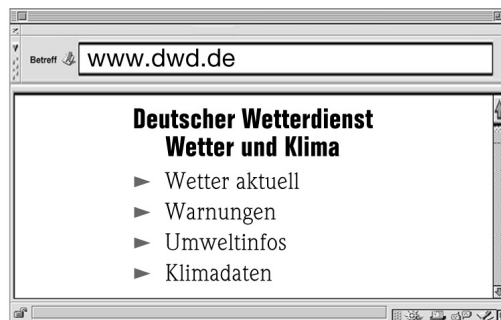 Betreff www.dwd.de
Deutscher Wetterdienst
Wetter und Klima
► Wetter aktuell
► Warnungen
► Umweltinfos
► Klimadaten